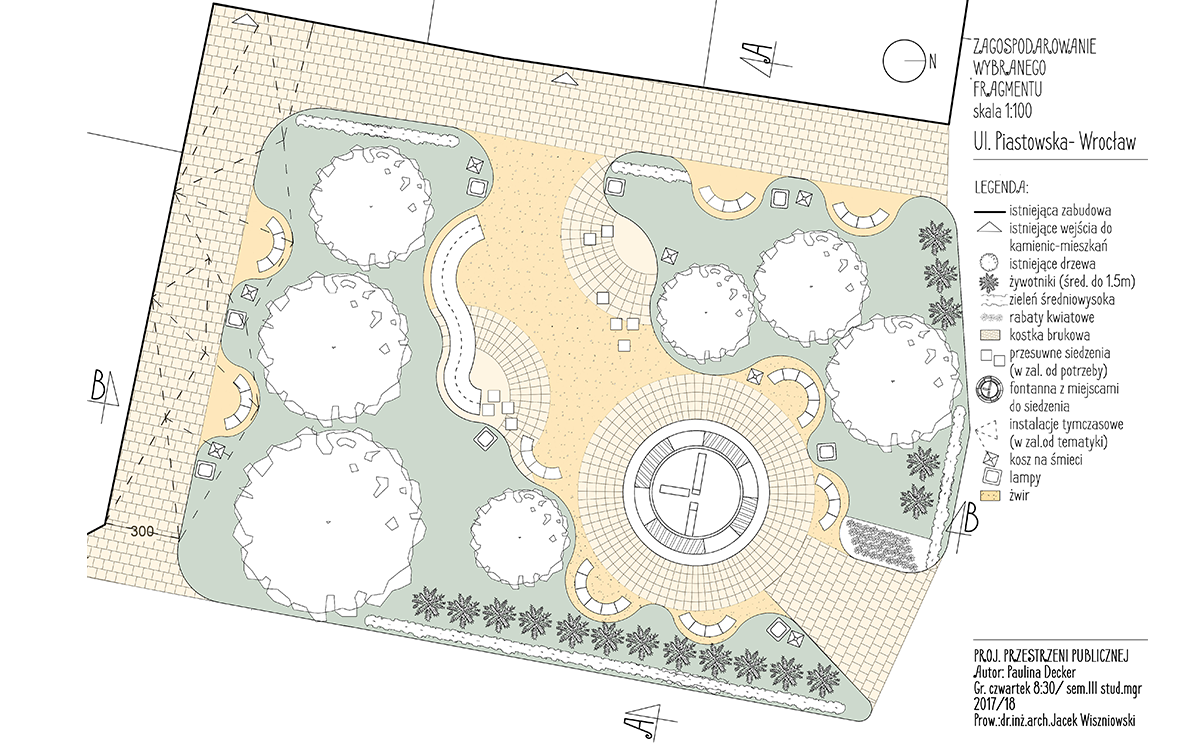 A
N
ZAGOSPODAROWANIE
WYBRANEGO
FRAGMENTU
skala 1:100
Ul. Piastowska- Wrocław
LEGENDA:
istniejąca zabudowa
istniejące wejścia do
kamienic-mieszkań
istniejące drzewa
żywotniki (śred. do 1.5m)
zieleń średniowysoka
rabaty kwiatowe
kostka brukowa
przesuwne siedzenia
(w zal. od potrzeby)
fontanna z miejscami
do siedzenia
instalacje tymczasowe
(w zal.od tematyki)
kosz na śmieci
lampy
żwir
B
B
300
A
PROJ. PRZESTRZENI PUBLICZNEJ
Autor: Paulina Decker
Gr. czwartek 8:30/ sem.III stud.mgr
2017/18
Prow.:dr.inż.arch.Jacek Wiszniowski